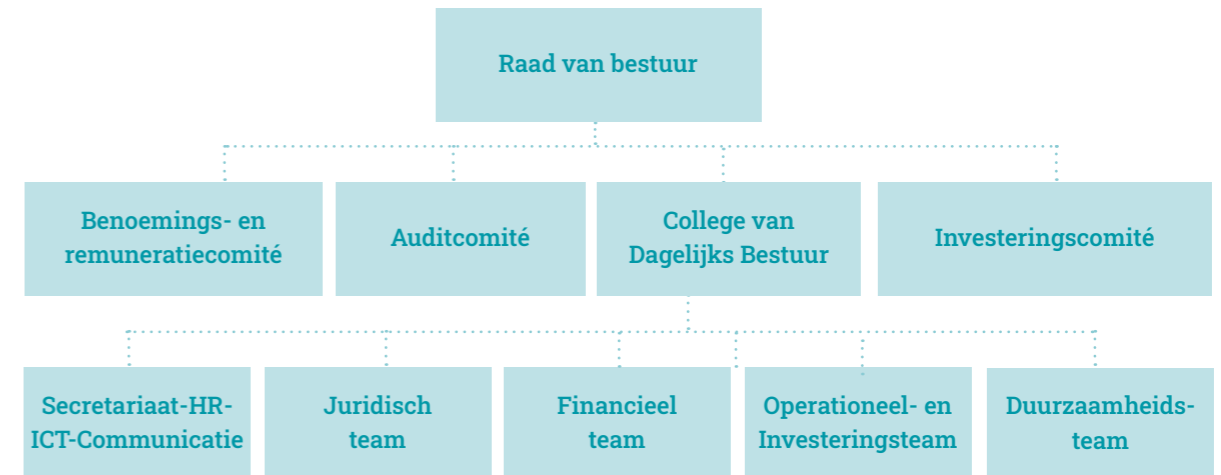 Raad van bestuur
Benoemings- en
remuneratiecomité
Auditcomité
College van
Dagelijks Bestuur
Investeringscomité
Secretariaat-HR-
ICT-Communicatie
Juridisch
team
Financieel
team
Operationeel- en
Investeringsteam
Duurzaamheids-
team